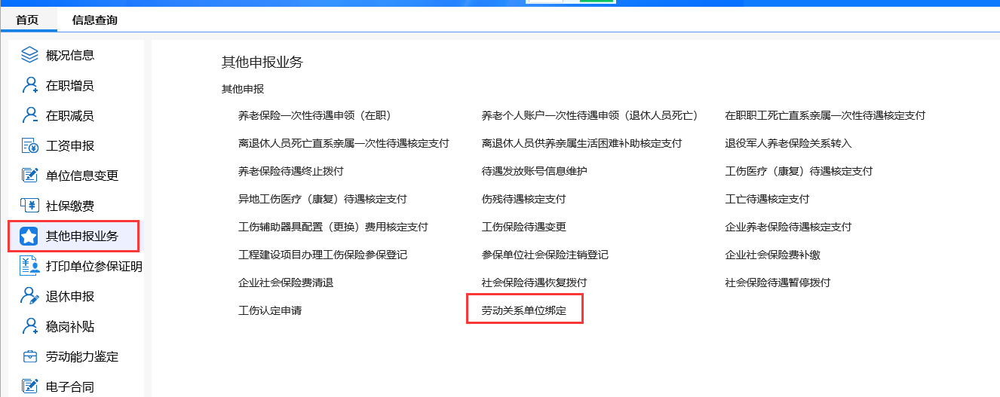 首页 信息查询
概况信息
在职增员
在职减员
工资申报
单位信息变更
社保缴费
其他申报业务
打印单位参保证明
退休申报
稳岗补贴
劳动能力鉴定
电子合同
其他申报业务
其他申报
养老保险一次性待遇申领（在职） 养老个人账户一次性待遇申领（退休人员死亡） 在职职工死亡直系亲属一次性待遇核定支付
离退休人员死亡直系亲属一次性待遇核定支付 离退休人员供养亲属生活困难补助核定支付 退役军人养老保险关系转入
养老保险待遇终止拨付 待遇发放账号信息维护 工伤医疗（康复）待遇核定支付
异地工伤医疗（康复）待遇核定支付 伤残待遇核定支付 工亡待遇核定支付
工伤辅助器具配置（更换）费用核定支付 工伤保险待遇变更 企业养老保险待遇核定支付
工程建设项目办理工伤保险参保登记 参保单位社会保险注销登记 企业社会保险费补缴
企业社会保险费清退 社会保险待遇恢复拨付 社会保险待遇暂停拨付
工伤认定申请 劳动关系单位绑定